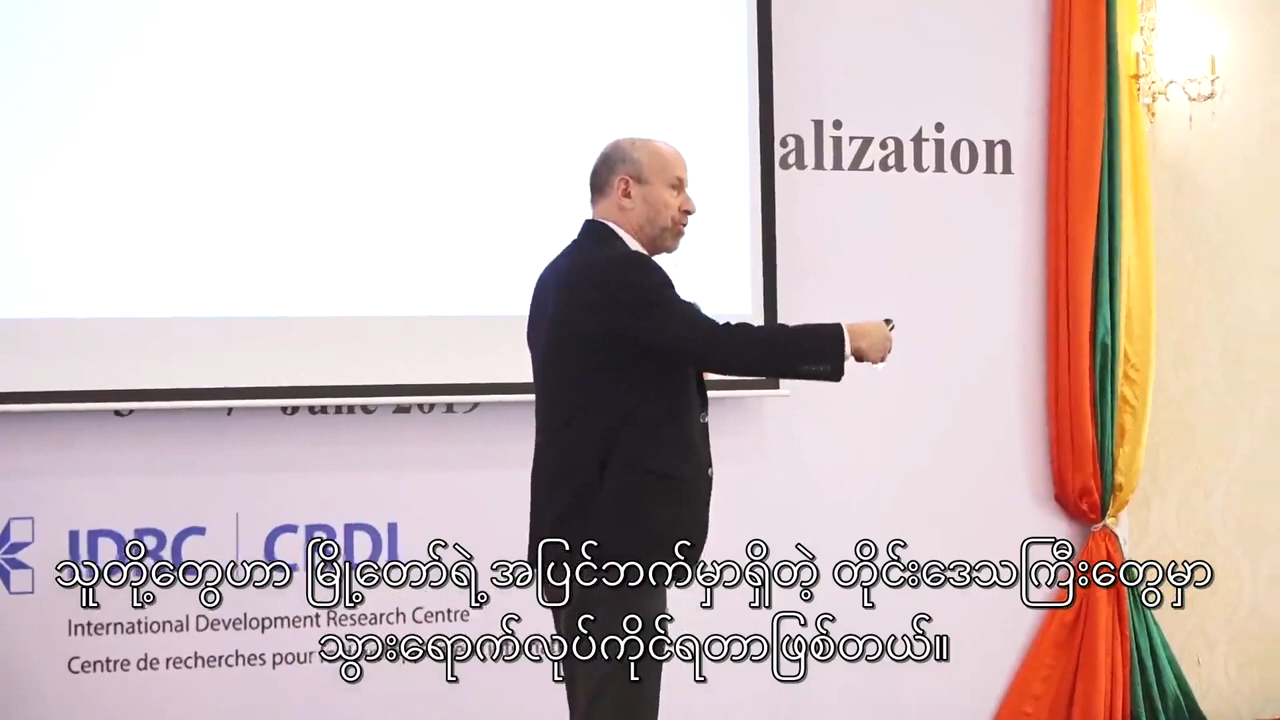 alization
June 2019
IDRC | CRDI
သူတို့တွေဟာ မြို့တော်ရဲ့အပြင်ဘက်မှာရှိတဲ့ တိုင်းဒေသကြီးတွေမှာ
International Development Research Centre
သွားရောက်လုပ်ကိုင်ရတာဖြစ်တယ်။
Centre de recherches pour